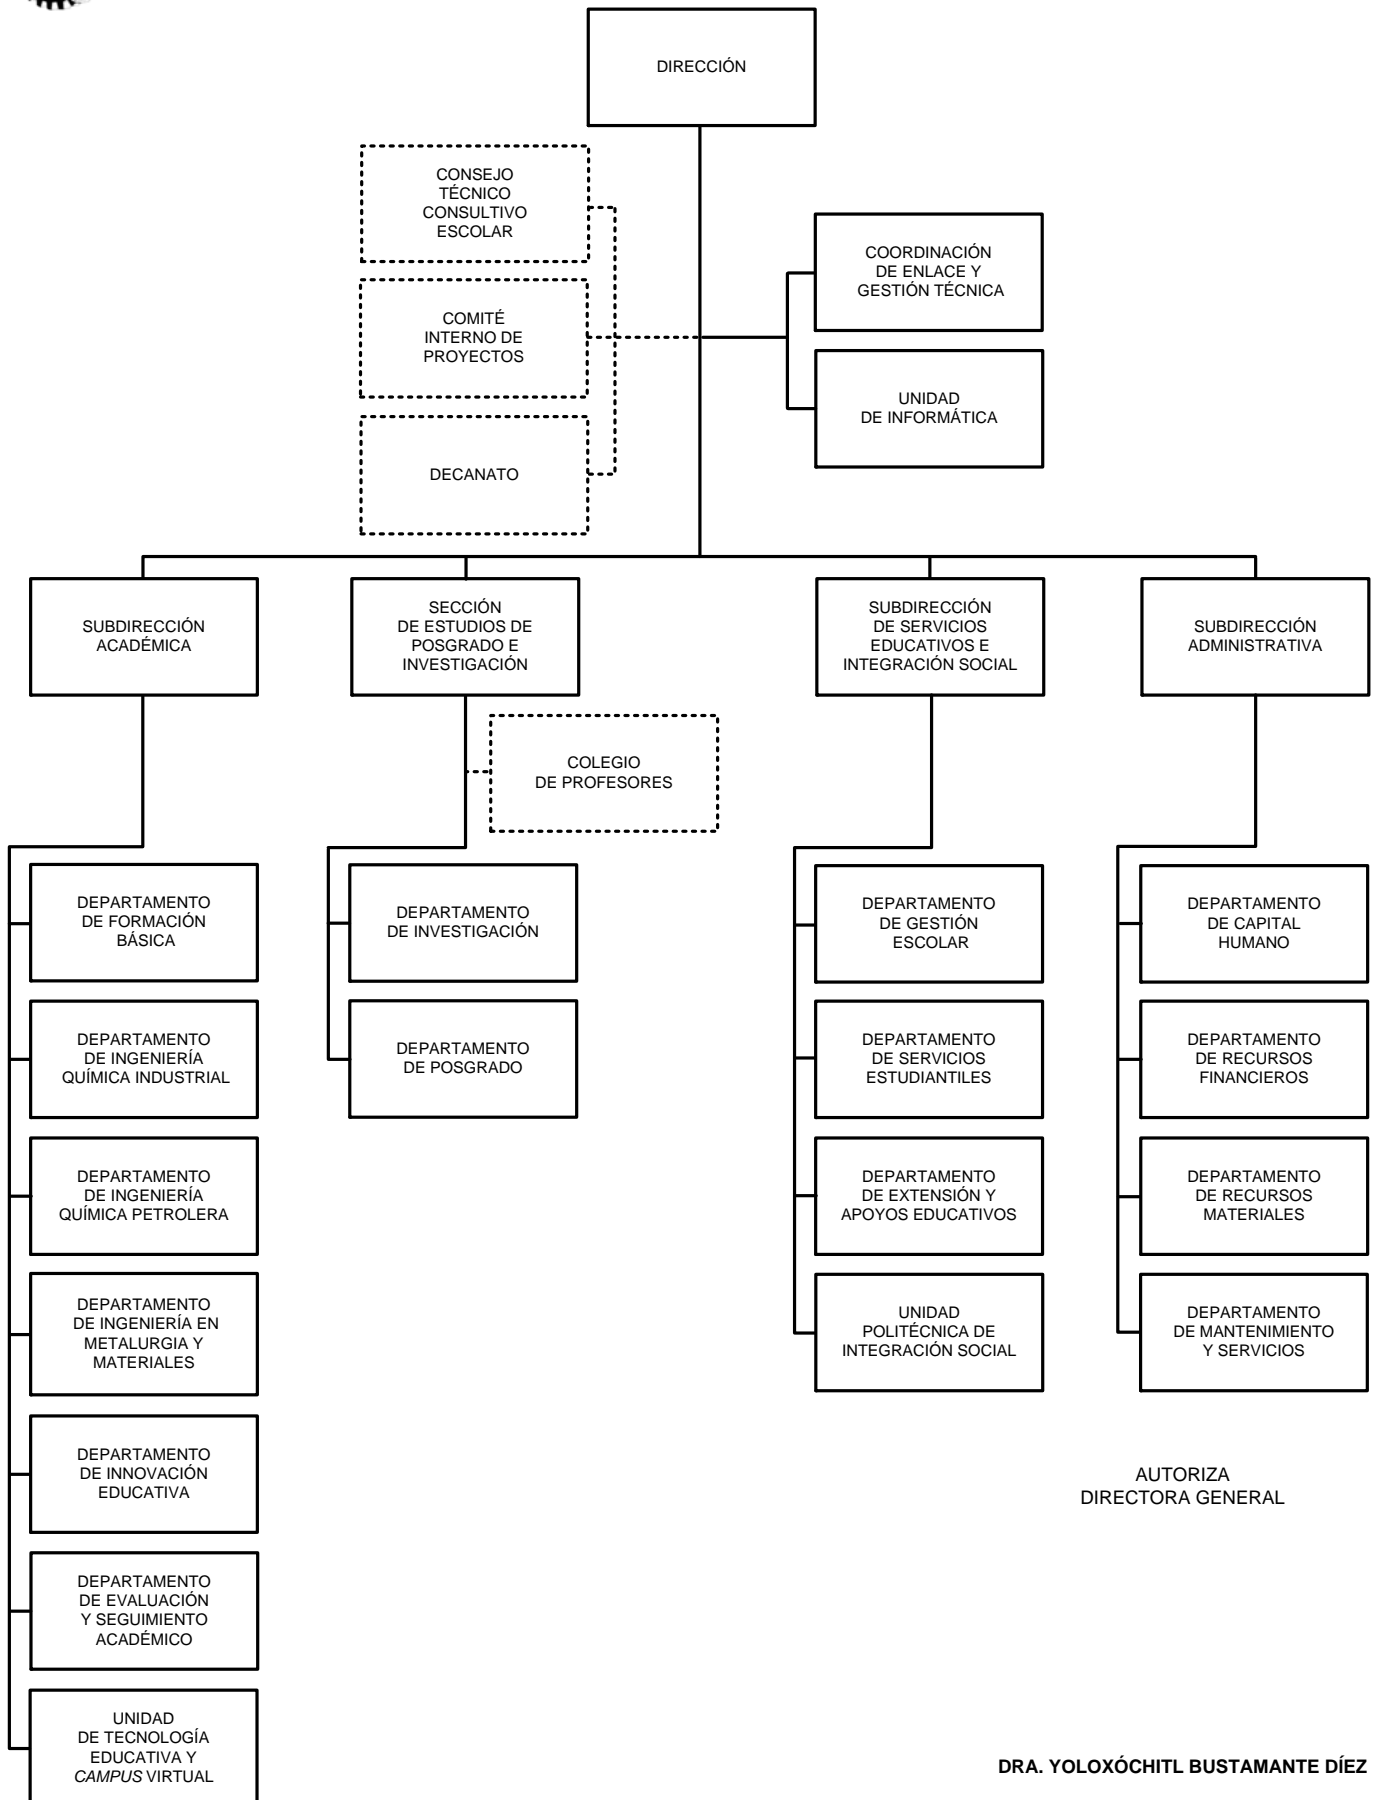 DIRECCIÓN
CONSEJO
TÉCNICO
CONSULTIVO
ESCOLAR
COORDINACIÓN
DE ENLACE Y
GESTIÓN TÉCNICA
COMITÉ
INTERNO DE
PROYECTOS
UNIDAD
DE INFORMÁTICA
DECANATO
SUBDIRECCIÓN
ACADÉMICA
SECCIÓN
DE ESTUDIOS DE
POSGRADO E
INVESTIGACIÓN
SUBDIRECCIÓN
DE SERVICIOS
EDUCATIVOS E
INTEGRACIÓN SOCIAL
SUBDIRECCIÓN
ADMINISTRATIVA
COLEGIO
DE PROFESORES
DEPARTAMENTO
DE FORMACIÓN
BÁSICA
DEPARTAMENTO
DE INGENIERÍA
QUÍMICA INDUSTRIAL
DEPARTAMENTO
DE INGENIERÍA
QUÍMICA PETROLERA
DEPARTAMENTO
DE INGENIERÍA EN
METALURGIA Y
MATERIALES
DEPARTAMENTO
DE INNOVACIÓN
EDUCATIVA
DEPARTAMENTO
DE EVALUACIÓN
Y SEGUIMIENTO
ACADÉMICO
UNIDAD
DE TECNOLOGÍA
EDUCATIVA Y
CAMPUS VIRTUAL
DEPARTAMENTO
DE INVESTIGACIÓN
DEPARTAMENTO
DE POSGRADO
DEPARTAMENTO
DE GESTIÓN
ESCOLAR
DEPARTAMENTO
DE SERVICIOS
ESTUDIANTILES
DEPARTAMENTO
DE EXTENSIÓN Y
APOYOS EDUCATIVOS
UNIDAD
POLITÉCNICA DE
INTEGRACIÓN SOCIAL
DEPARTAMENTO
DE CAPITAL
HUMANO
DEPARTAMENTO
DE RECURSOS
FINANCIEROS
DEPARTAMENTO
DE RECURSOS
MATERIALES
DEPARTAMENTO
DE MANTENIMIENTO
Y SERVICIOS
AUTORIZA
DIRECTORA GENERAL
DRA. YOLOXÓCHITL BUSTAMANTE DÍEZ